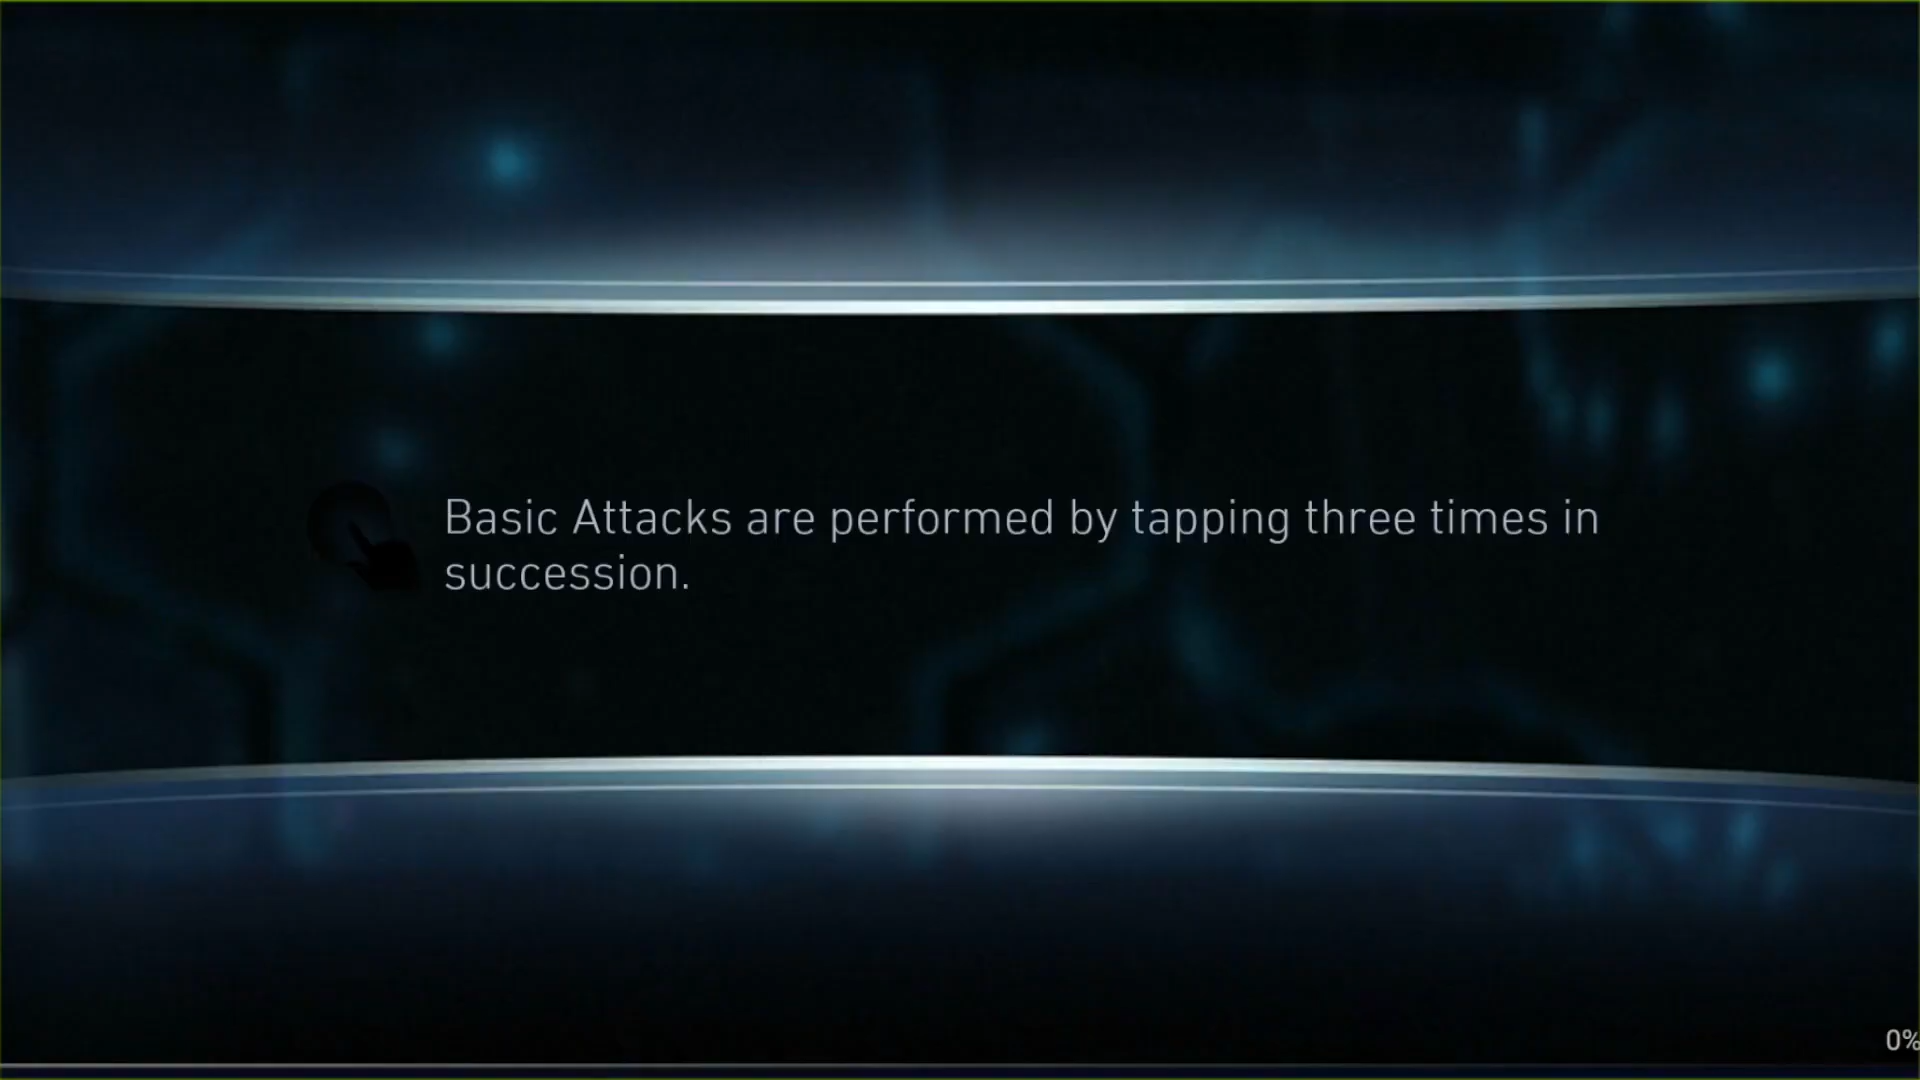 Basic Attacks are performed by tapping three times in
succession.
0%